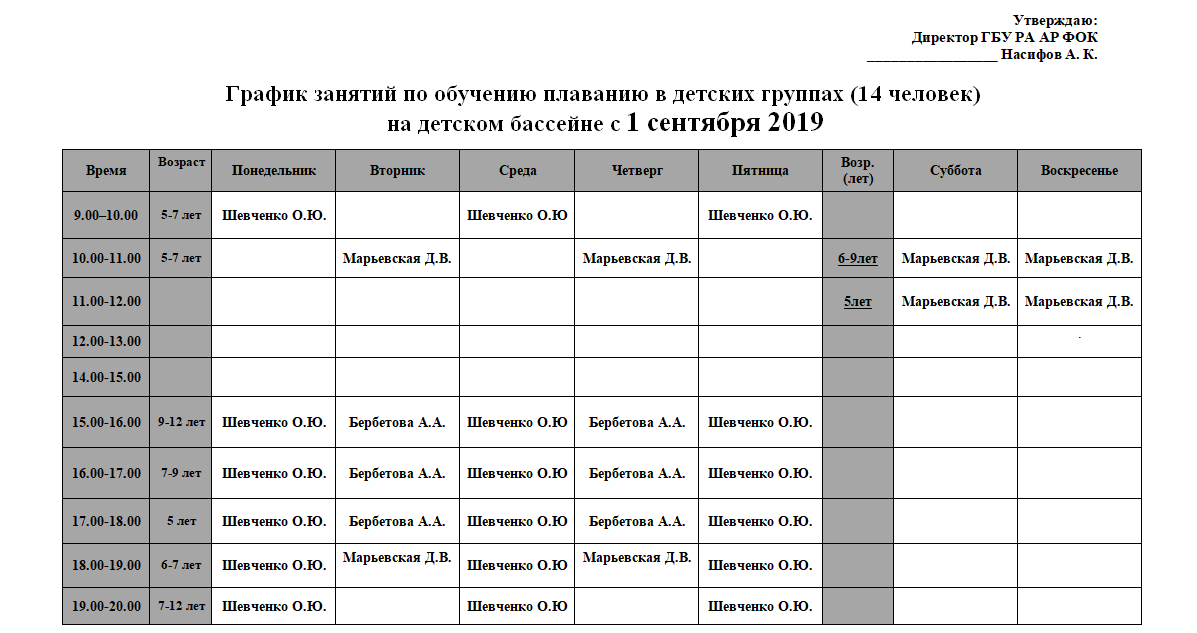 Утверждаю:
Директор ГБУ РА АР ФОК
__________________ Насифов А. К.
График занятий по обучению плаванию в детских группах (14 человек)
на детском бассейне с 1 сентября 2019
Время Возраст Понедельник Вторник Среда Четверг Пятница Возр. (лет) Суббота Воскресенье
9.00–10.00 5-7 лет Шевченко О.Ю. Шевченко О.Ю Шевченко О.Ю.
10.00-11.00 5-7 лет Марьевская Д.В. Марьевская Д.В. 6-9лет Марьевская Д.В. Марьевская Д.В.
11.00-12.00 5лет Марьевская Д.В. Марьевская Д.В.
12.00-13.00 .
14.00-15.00
15.00-16.00 9-12 лет Шевченко О.Ю. Бербетова А.А. Шевченко О.Ю Бербетова А.А. Шевченко О.Ю.
16.00-17.00 7-9 лет Шевченко О.Ю. Бербетова А.А. Шевченко О.Ю Бербетова А.А. Шевченко О.Ю.
17.00-18.00 5 лет Шевченко О.Ю. Бербетова А.А. Шевченко О.Ю Бербетова А.А. Шевченко О.Ю.
18.00-19.00 6-7 лет Шевченко О.Ю. Марьевская Д.В. Шевченко О.Ю Марьевская Д.В. Шевченко О.Ю.
19.00-20.00 7-12 лет Шевченко О.Ю. Шевченко О.Ю Шевченко О.Ю.